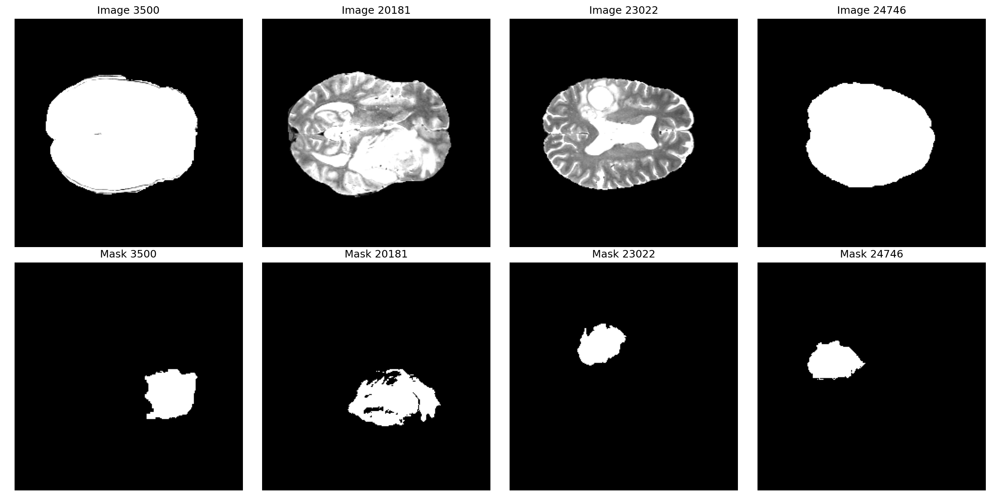 Image 3500
Image 20181
Image 23022
Image 24746
Mask 3500
Mask 20181
Mask 23022
Mask 24746